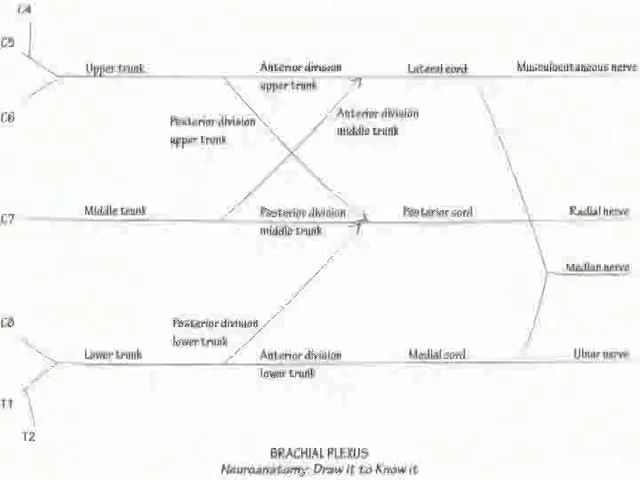 C4
C5
Upper trunk
Anterior division
upper trunk
Lateral cord
Musculocutaneous nerve
C6
Posterior division
upper trunk
Anterior division
middle trunk
C7
Middle trunk
Posterior division
middle trunk
Posterior cord
Radial nerve
Median nerve
C8
Posterior division
lower trunk
Lower trunk
Anterior division
lower trunk
Medial cord
Ulnar nerve
T1
T2
BRACHIAL PLEXUS
Neuroanatomy: Draw it to Know it